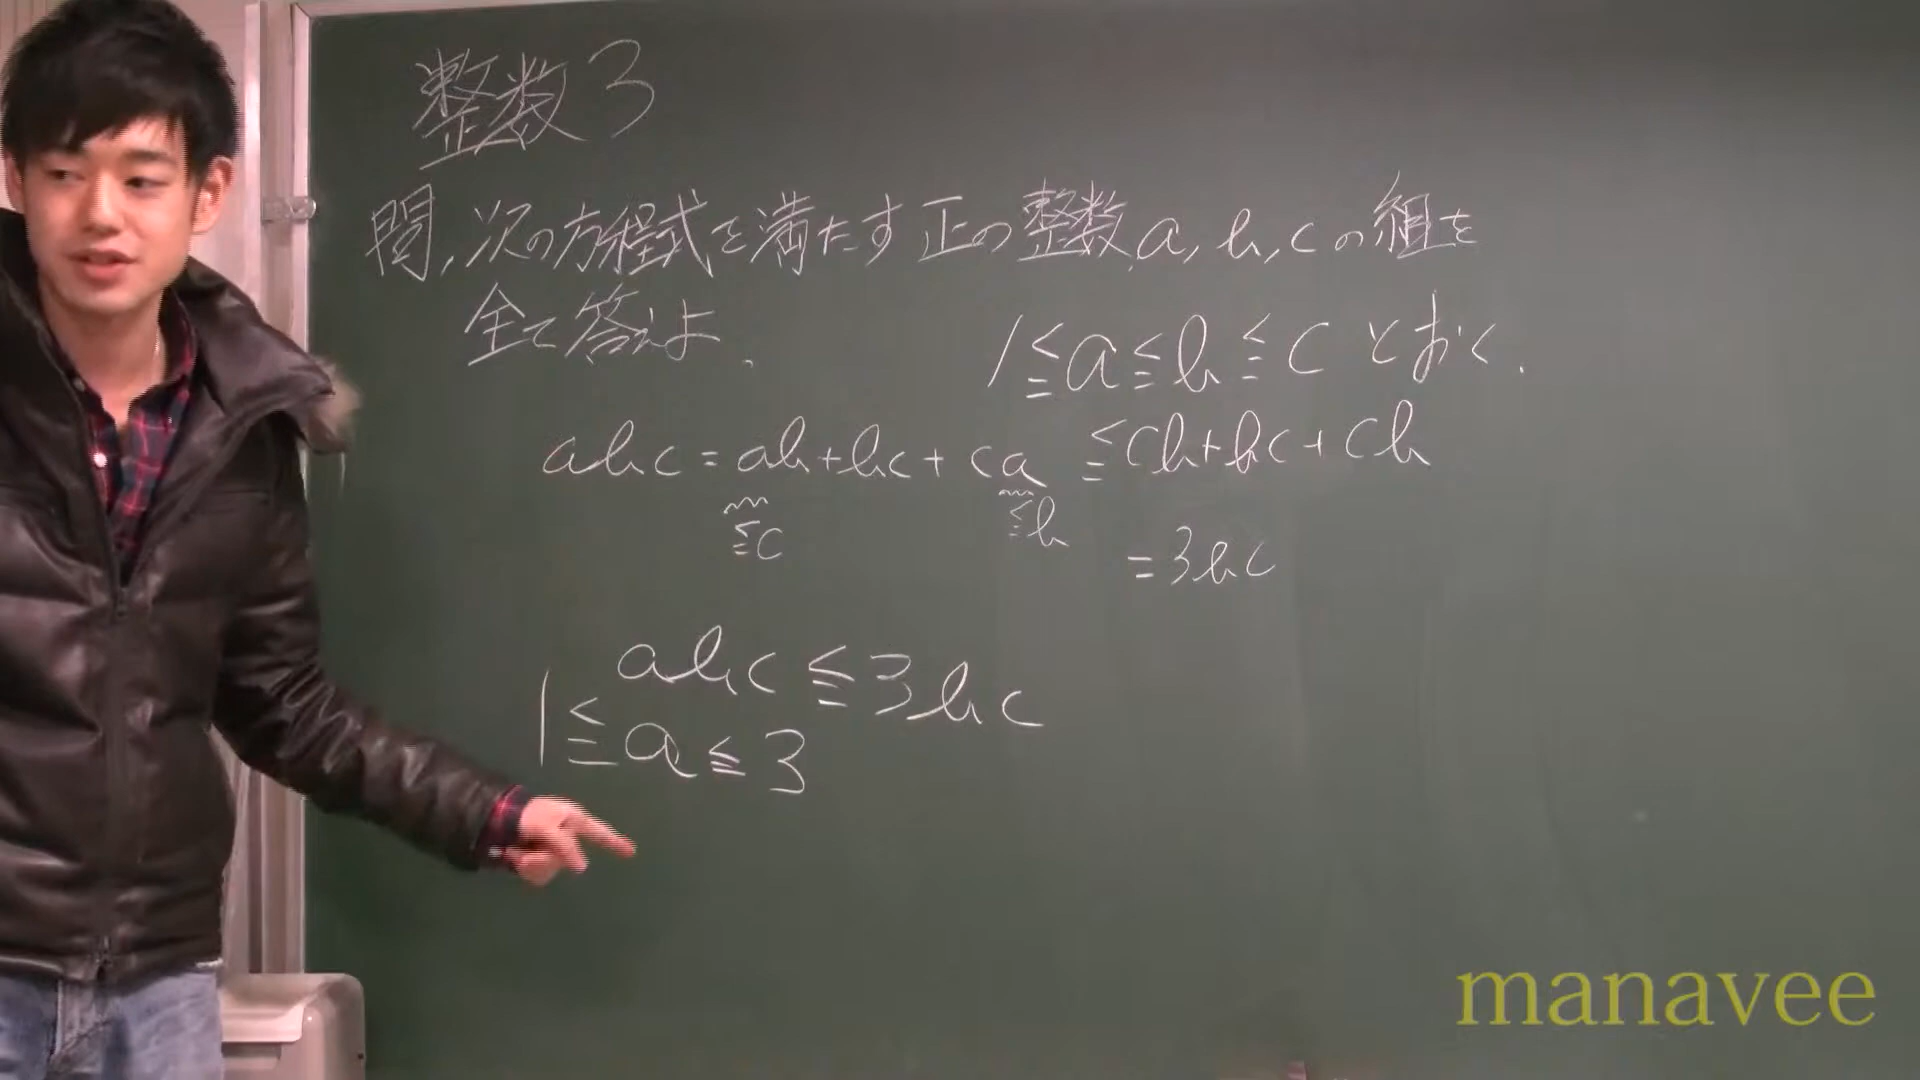 整数3
問,次の方程式を満たす正の整数a,b,cの組を
全て答えよ.
1≦a≦b≦cとおく.
abc=ab+bc+ca≦cb+bc+cb
≦c
≦b
=3bc
abc≦3bc
1≦a≦3
manavee